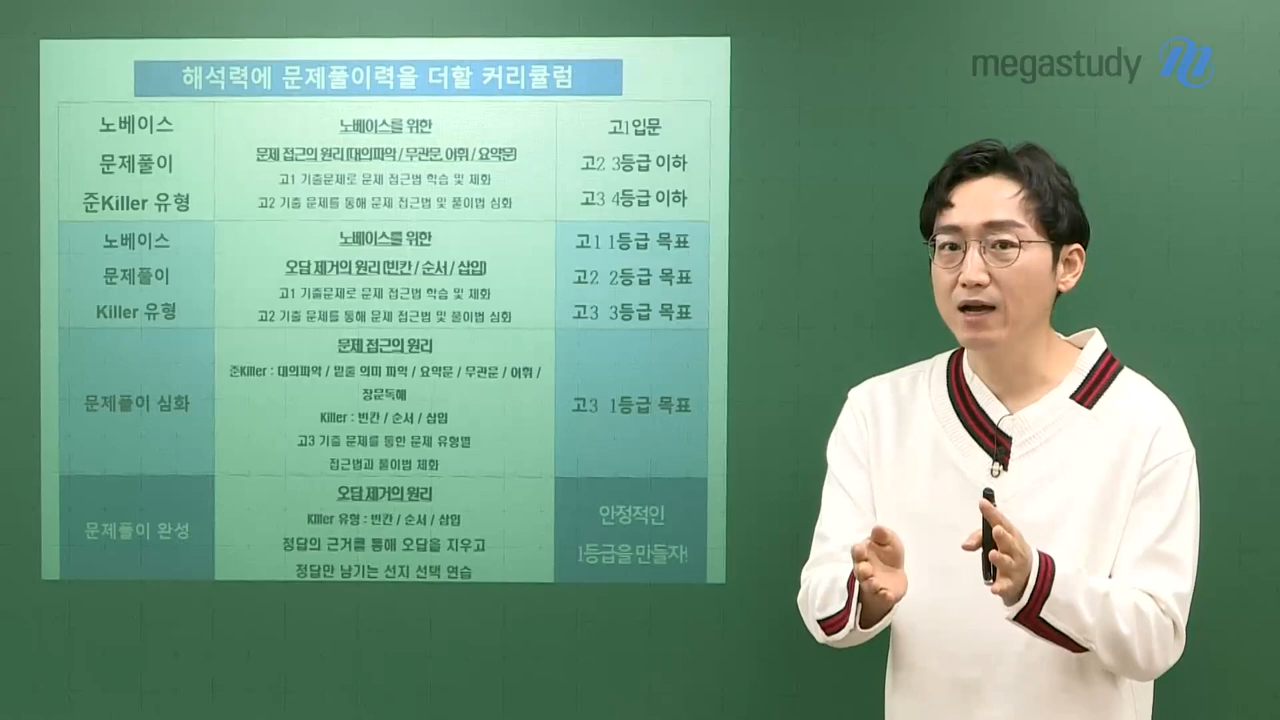 megastudy
해석력에 문제풀이력을 더할 커리큘럼
노베이스
문제풀이
준Killer 유형
노베이스를 위한
문제 접근의 원리 (대의파악 / 무관문, 어휘 / 요약문)
고1 기출문제로 문제 접근법 학습 및 체화
고2 기출 문제를 통해 문제 접근법 및 풀이법 심화
고1입문
고2 3등급 이하
고3 4등급 이하
노베이스
문제풀이
Killer 유형
노베이스를 위한
오답 제거의 원리 (빈칸 / 순서 / 삽입)
고1 기출문제로 문제 접근법 학습 및 체화
고2 기출 문제를 통해 문제 접근법 및 풀이법 심화
고1 1등급 목표
고2 2등급 목표
고3 3등급 목표
문제풀이 심화
문제 접근의 원리
준Killer : 대의파악 / 밑줄 의미 파악 / 요약문 / 무관문 / 어휘 /
장문독해
Killer : 빈칸 / 순서 / 삽입
고3 기출 문제를 통한 문제 유형별
접근법과 풀이법 체화
고3 1등급 목표
문제풀이 완성
오답 제거의 원리
Killer 유형 : 빈칸 / 순서 / 삽입
정답의 근거를 통해 오답을 지우고
정답만 남기는 선지 선택 연습
안정적인
1등급을 만들자!